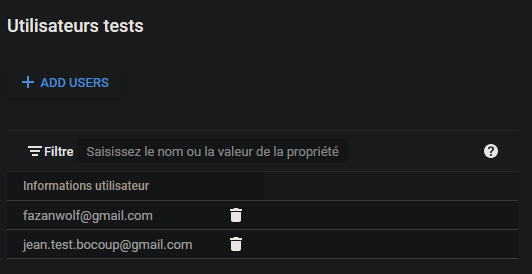 Utilisateurs tests
+ ADD USERS
Filtre Saisissez le nom ou la valeur de la propriété ?
Informations utilisateur
fazanwolf@gmail.com
jean.test.bocoup@gmail.com